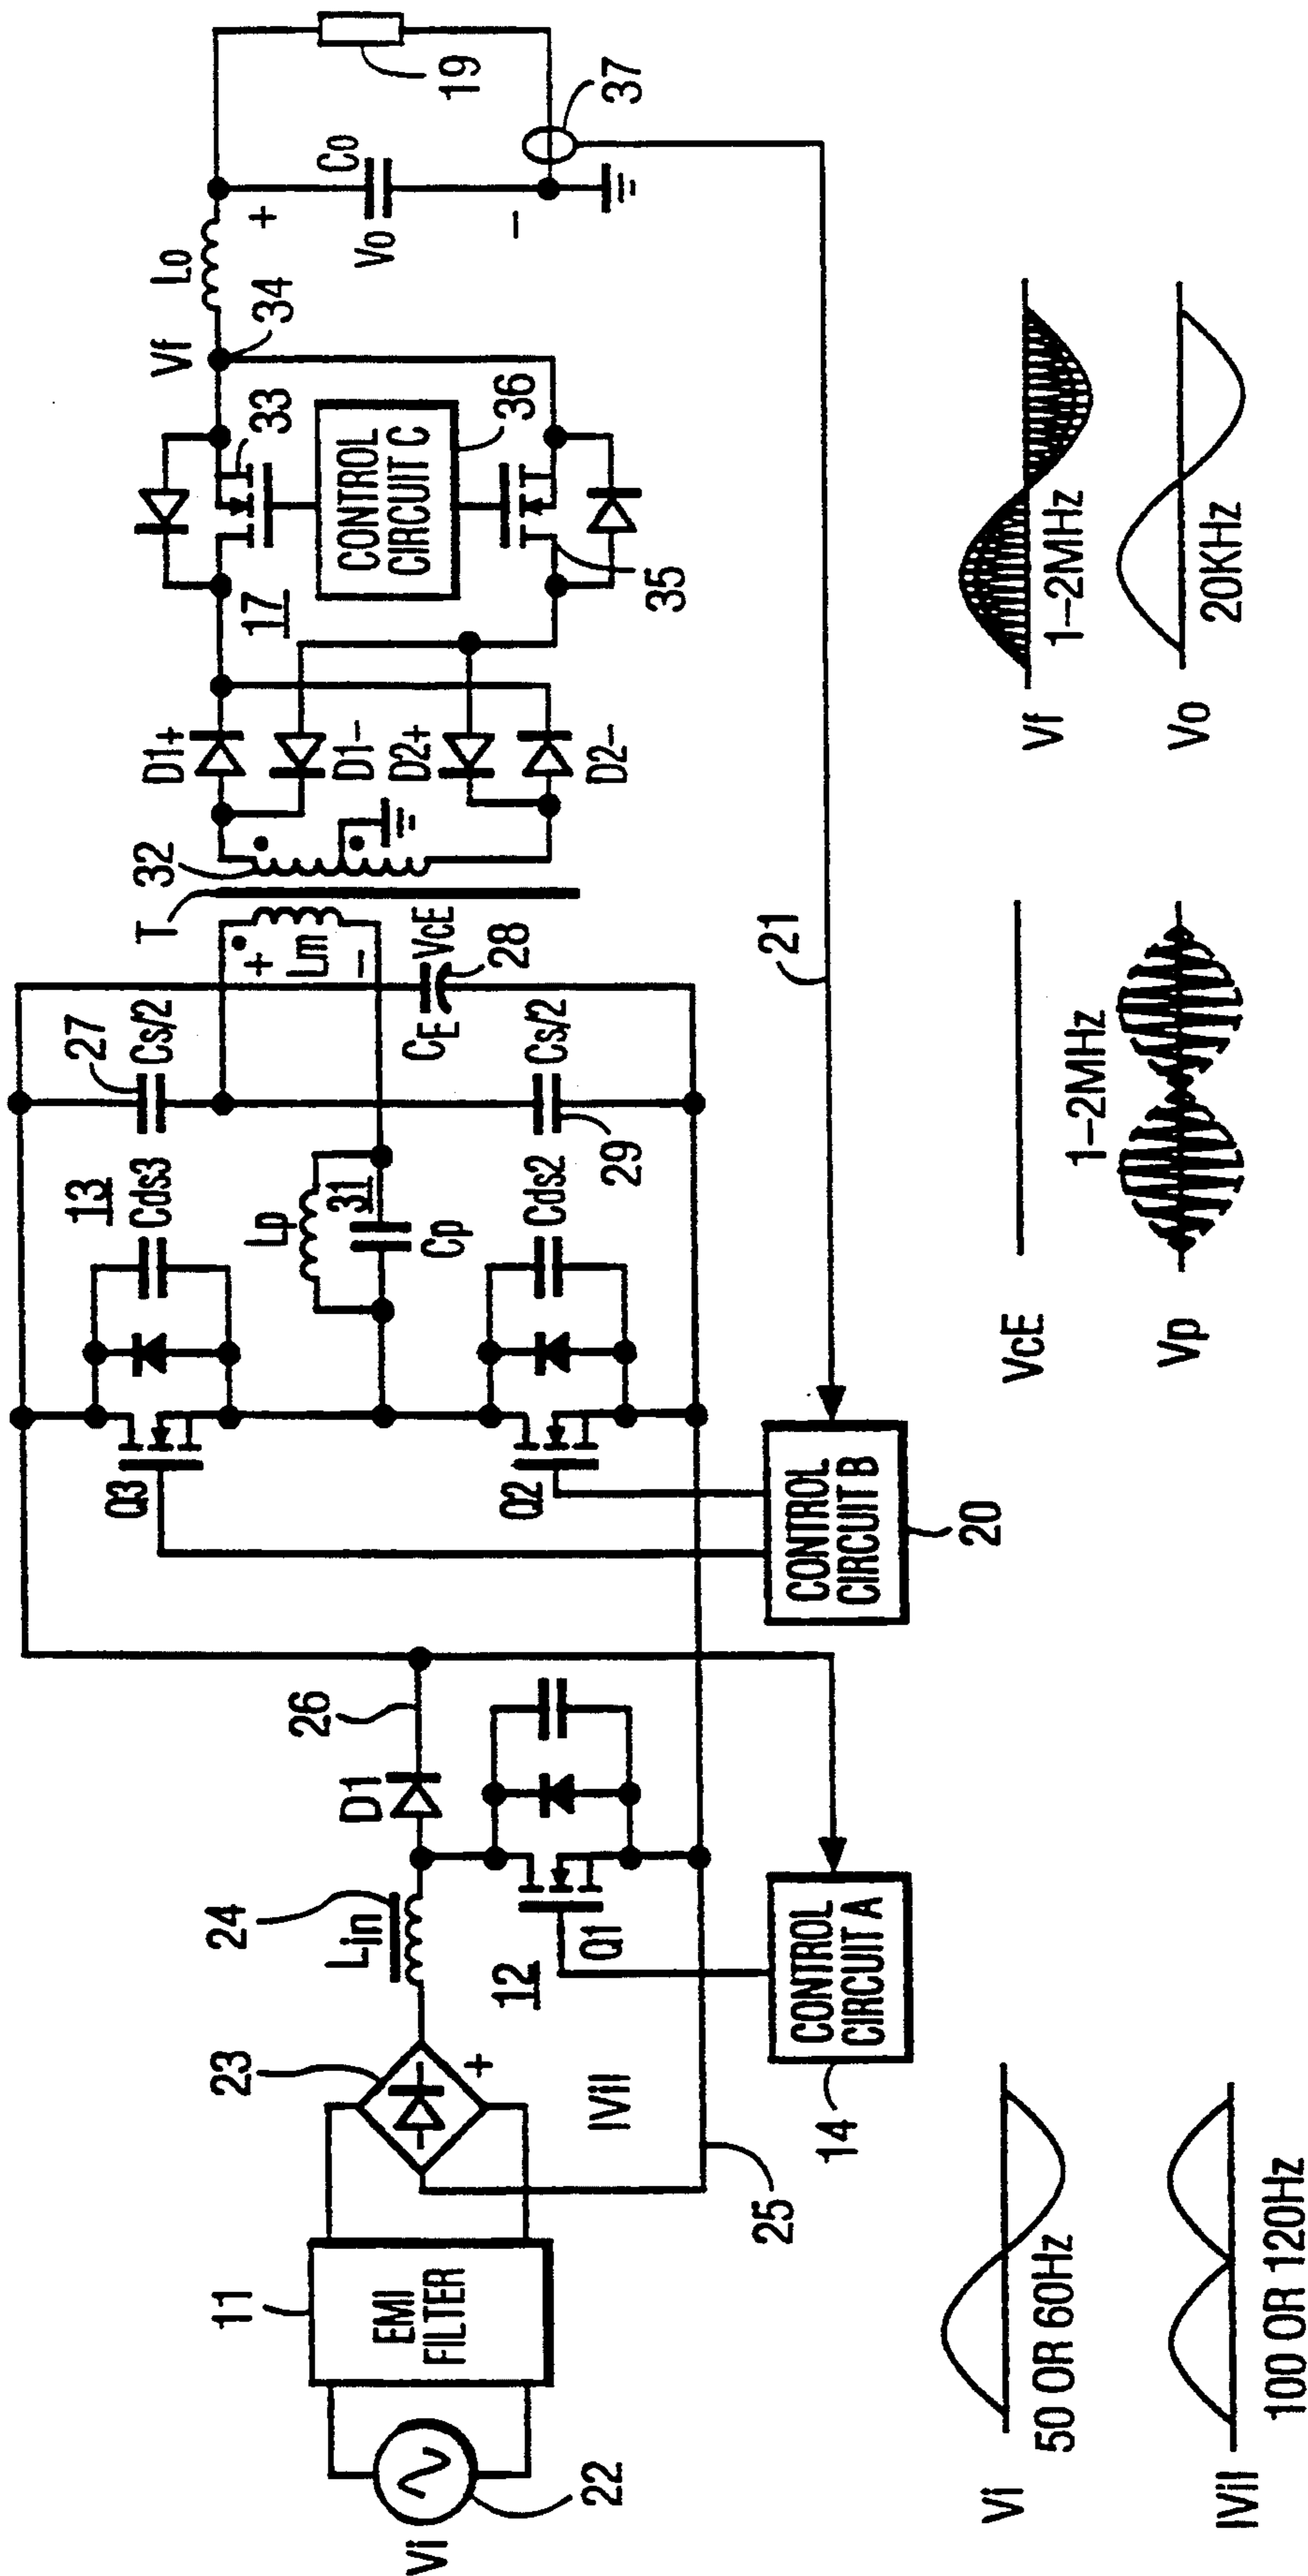 Vi
22
11
EMI
FILTER
23
+
IViI
25
24
Lin
D1
26
12
Q1
CONTROL
CIRCUIT A
14
Q3
13
Cds3
27
Cs/2
Lp
31
Cp
Q2
Cds2
29
Cs/2
CE
VcE
28
CONTROL
CIRCUIT B
20
21
T
+
Lm
−
32
D1+
D1−
D2+
D2−
17
33
CONTROL
CIRCUIT C
36
35
Vf
34
Lo
+
Vo
Co
−
19
37
Vi
50 OR 60Hz
IViI
100 OR 120Hz
VcE
1−2MHz
Vp
Vf
1−2MHz
Vo
20KHz